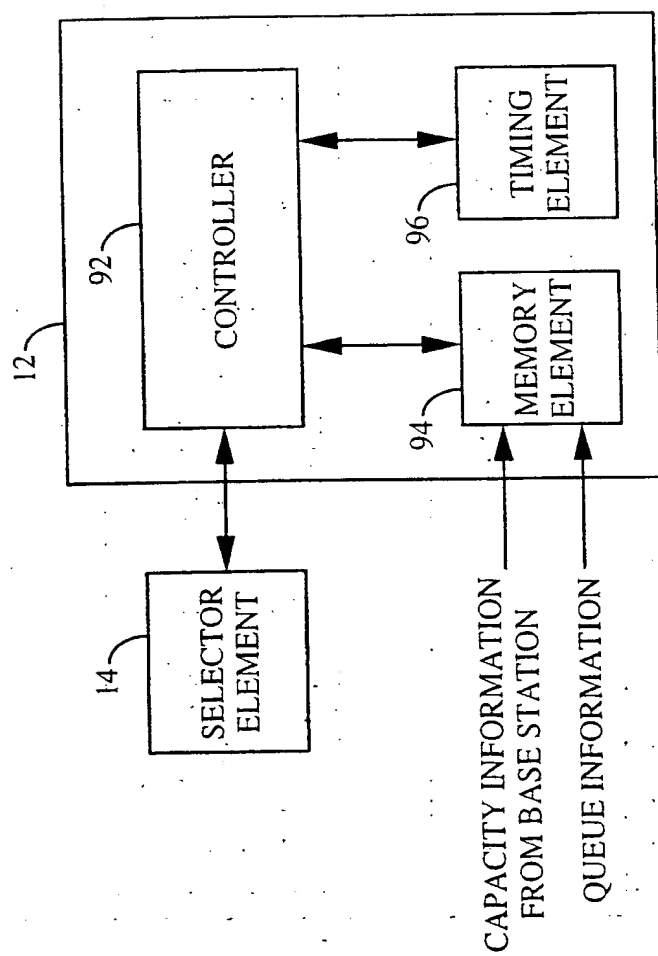 12
92
CONTROLLER
14
SELECTOR
ELEMENT
94
MEMORY
ELEMENT
96
TIMING
ELEMENT
CAPACITY INFORMATION
FROM BASE STATION
QUEUE INFORMATION